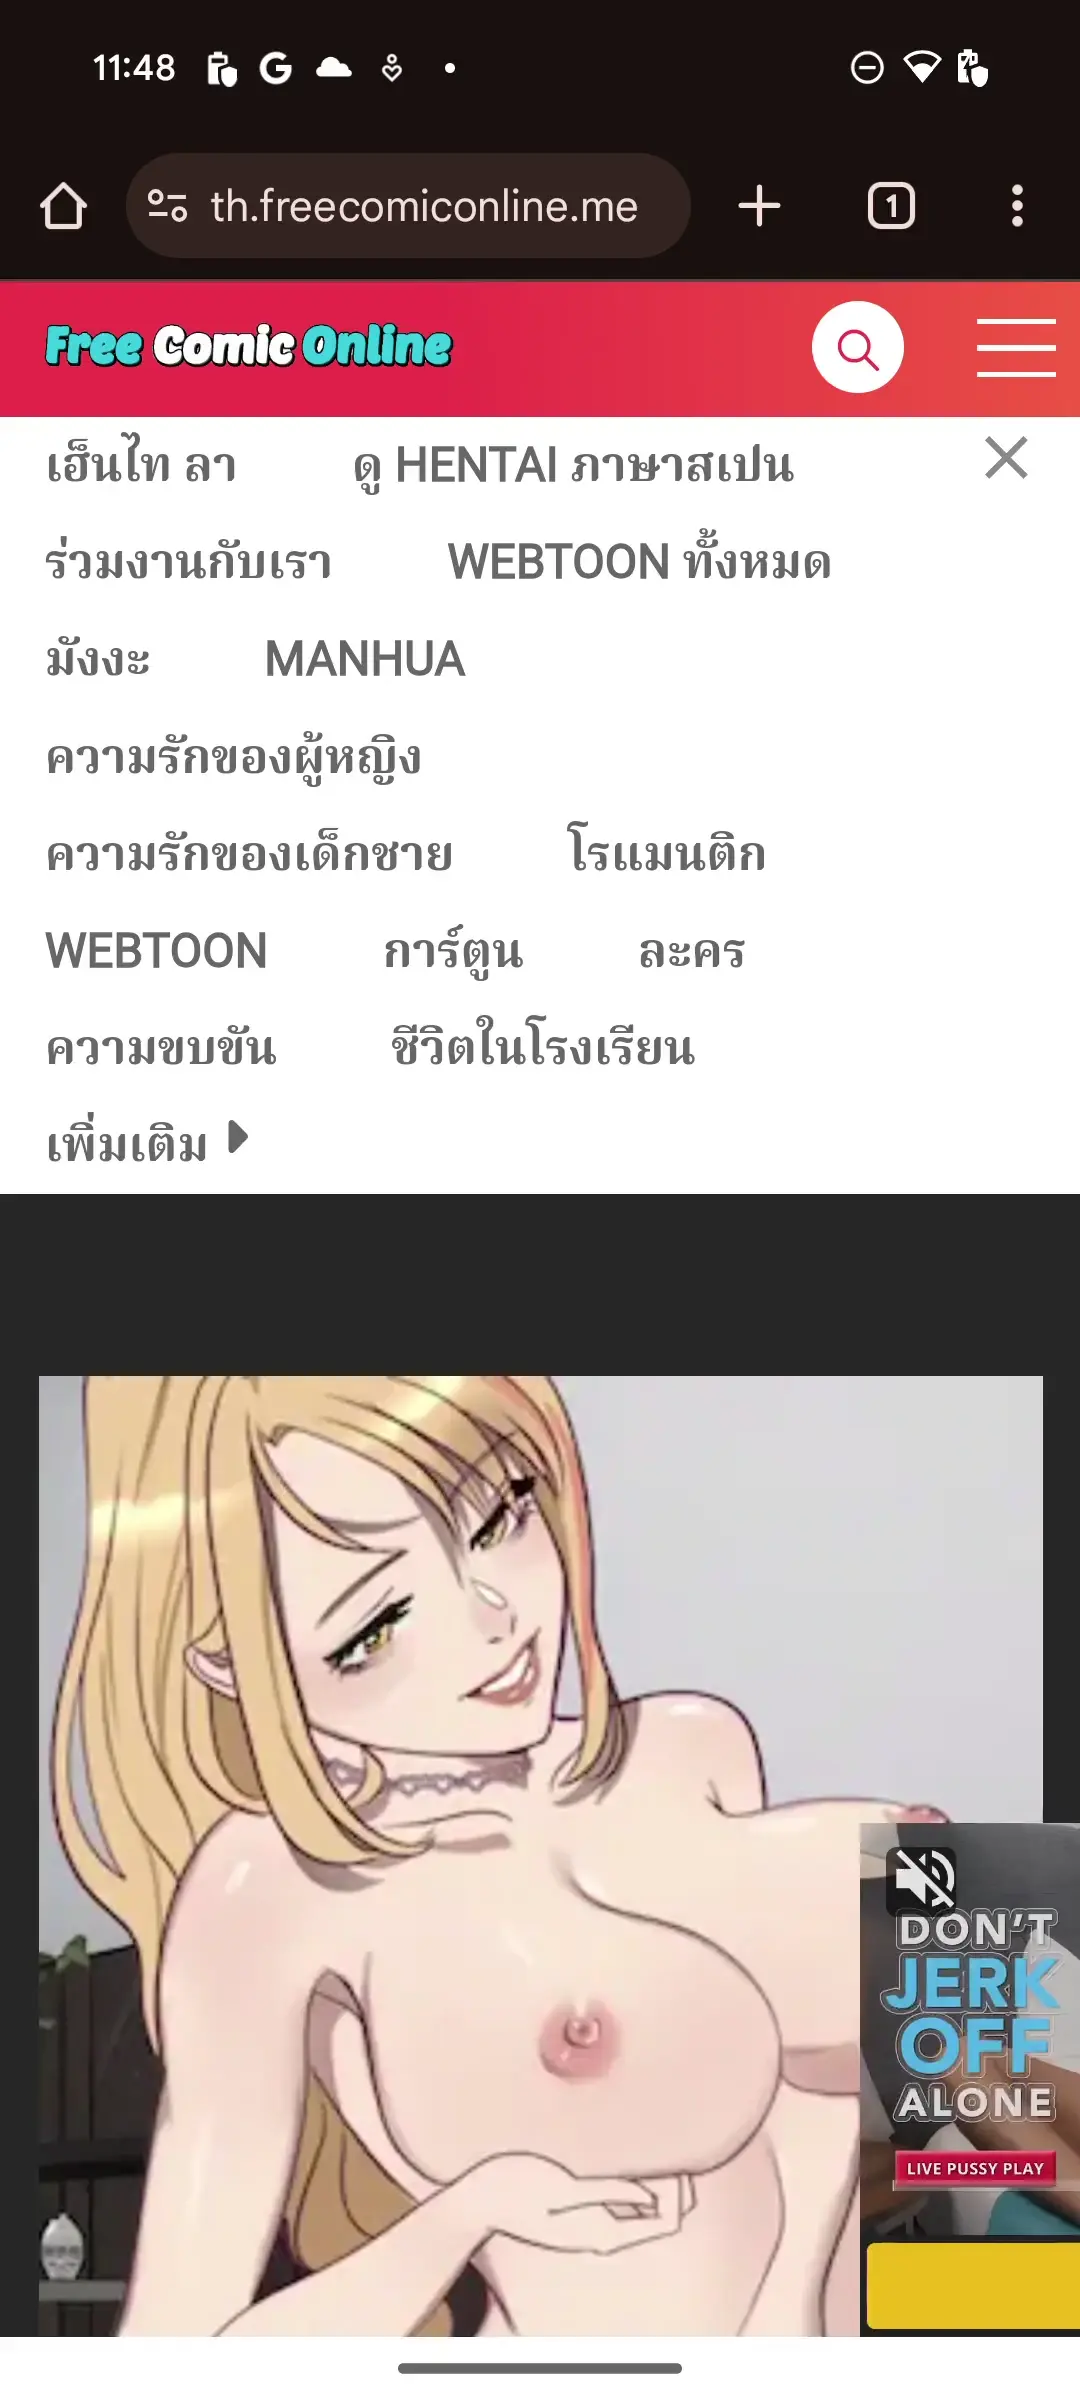 11:48
th.freecomiconline.me
1
Free Comic Online
เฮ็นไท ลา ดู HENTAI ภาษาสเปน
ร่วมงานกับเรา WEBTOON ทั้งหมด
มังงะ MANHUA
ความรักของผู้หญิง
ความรักของเด็กชาย โรแมนติก
WEBTOON การ์ตูน ละคร
ความขบขัน ชีวิตในโรงเรียน
เพิ่มเติม
DON'T
JERK
OFF
ALONE
LIVE PUSSY PLAY